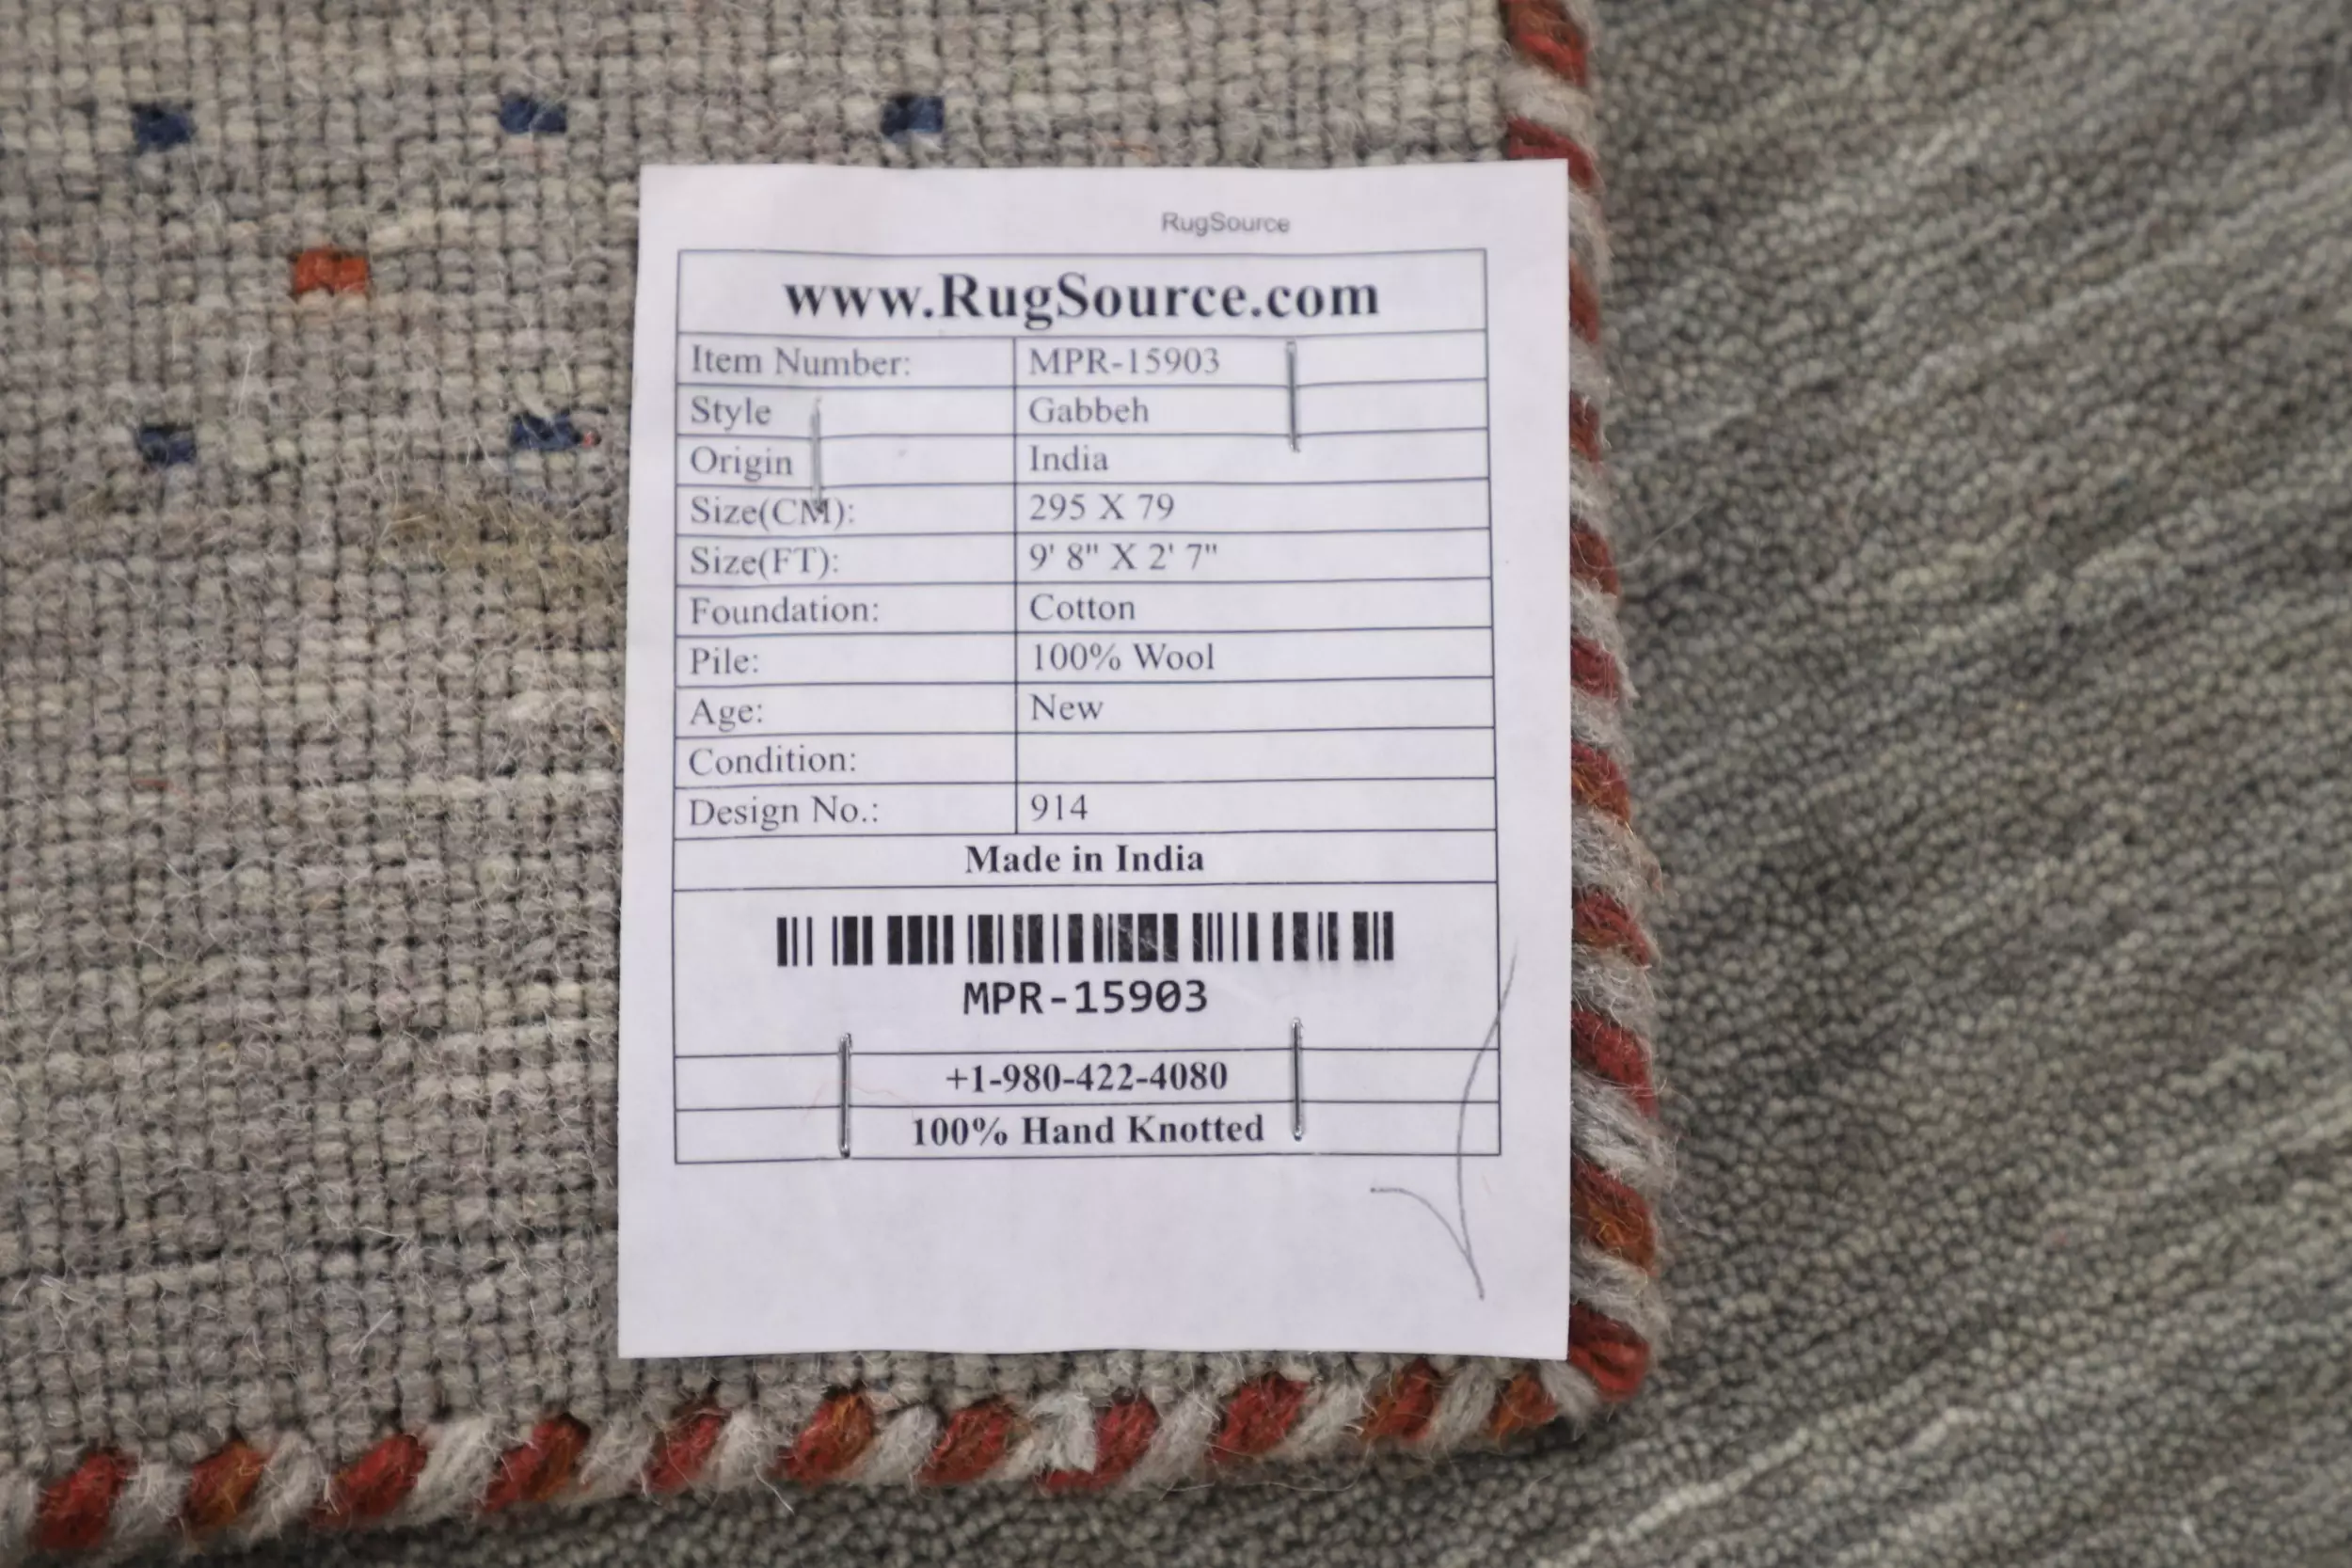 RugSource
www.RugSource.com
Item Number: MPR-15903
Style Gabbeh
Origin India
Size(CM): 295 X 79
Size(FT): 9' 8" X 2' 7"
Foundation: Cotton
Pile: 100% Wool
Age: New
Condition:
Design No.: 914
Made in India
MPR-15903
+1-980-422-4080
100% Hand Knotted